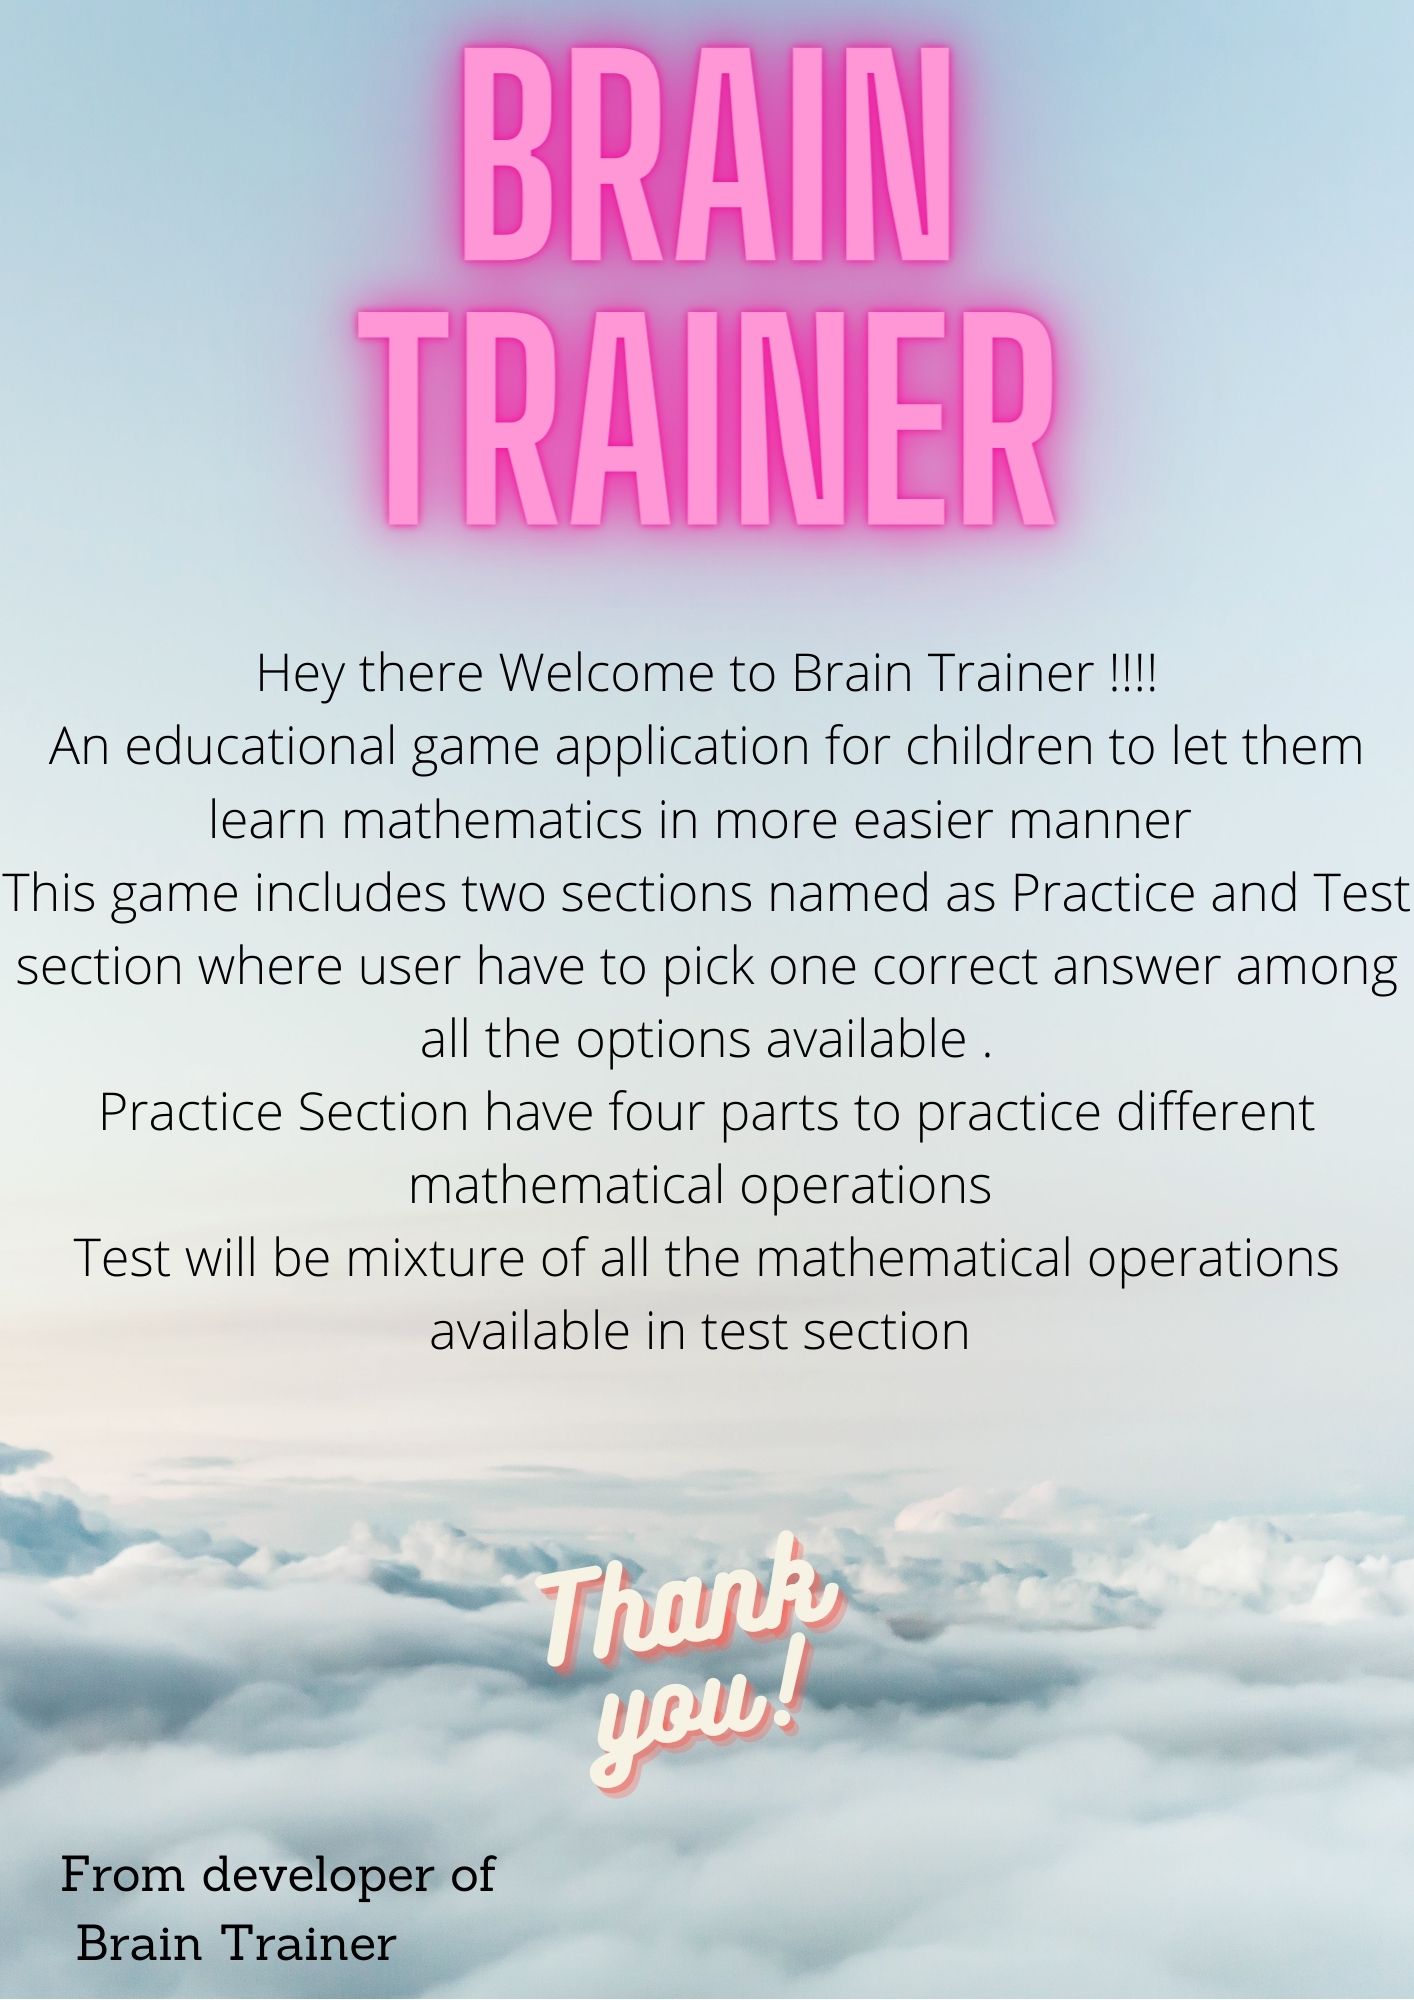 BRAIN
TRAINER
Hey there Welcome to Brain Trainer !!!!
An educational game application for children to let them
learn mathematics in more easier manner
This game includes two sections named as Practice and Test
section where user have to pick one correct answer among
all the options available .
Practice Section have four parts to practice different
mathematical operations
Test will be mixture of all the mathematical operations
available in test section
Thank
you!
From developer of
Brain Trainer